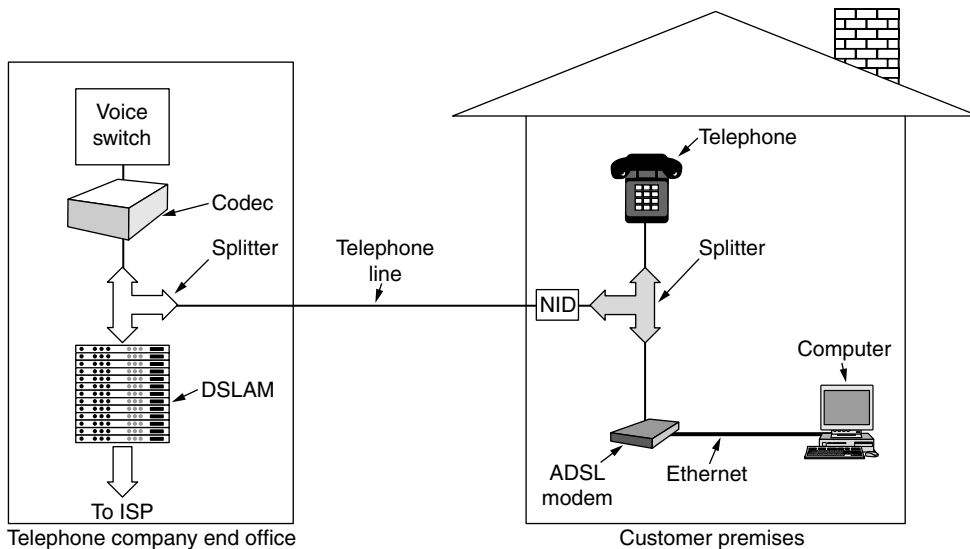 Voice
switch
Codec
Splitter
Telephone
line
DSLAM
To ISP
Telephone company end office
Telephone
Splitter
NID
Computer
ADSL
modem
Ethernet
Customer premises